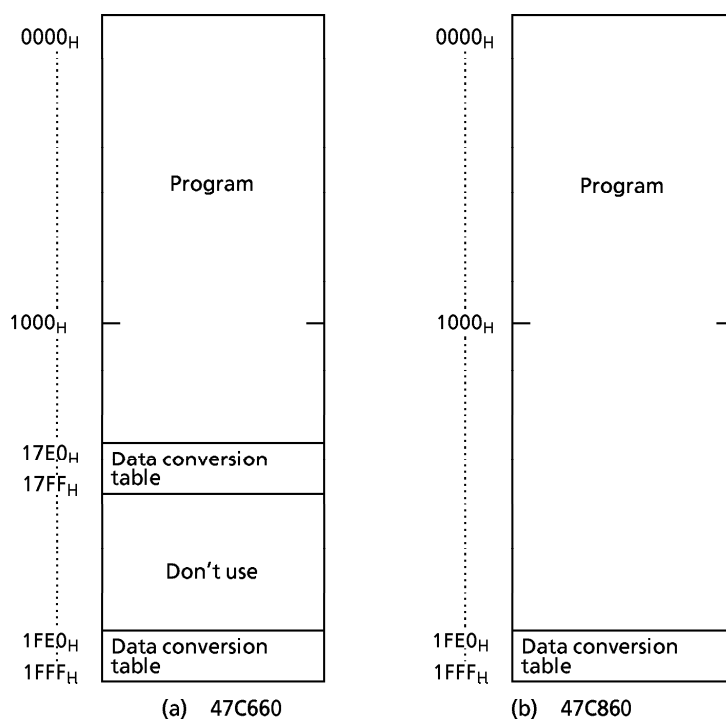 0000H
Program
1000H
17E0H
Data conversion
table
17FFH
Don't use
1FE0H
Data conversion
table
1FFFH
(a) 47C660
0000H
Program
1000H
1FE0H
Data conversion
table
1FFFH
(b) 47C860